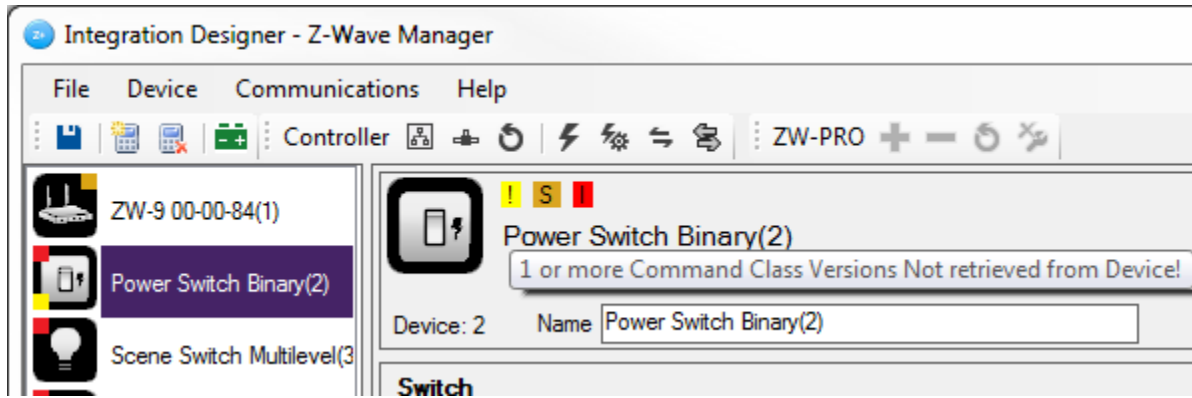 Integration Designer - Z-Wave Manager
File Device Communications Help
Controller ZW-PRO
ZW-9 00-00-84(1)
Power Switch Binary(2)
Scene Switch Multilevel(3
! S I
Power Switch Binary(2)
1 or more Command Class Versions Not retrieved from Device!
Device: 2 Name Power Switch Binary(2)
Switch